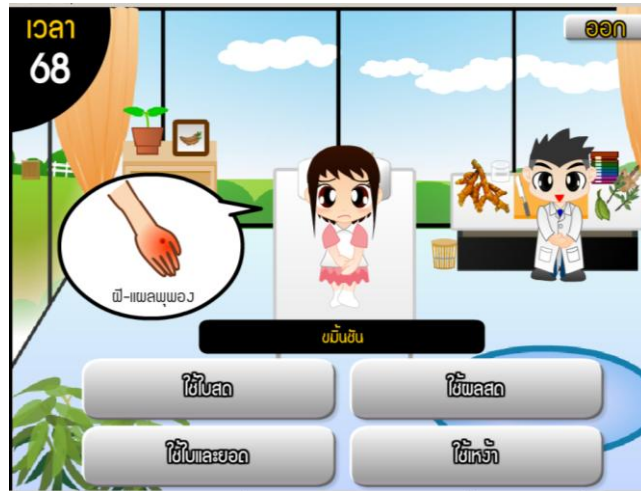 เวลา
68
ออก
ฝี-แผลพุพอง
ขมิ้นชัน
ใช้ใบสด
ใช้ผลสด
ใช้ใบและยอด
ใช้เหง้า